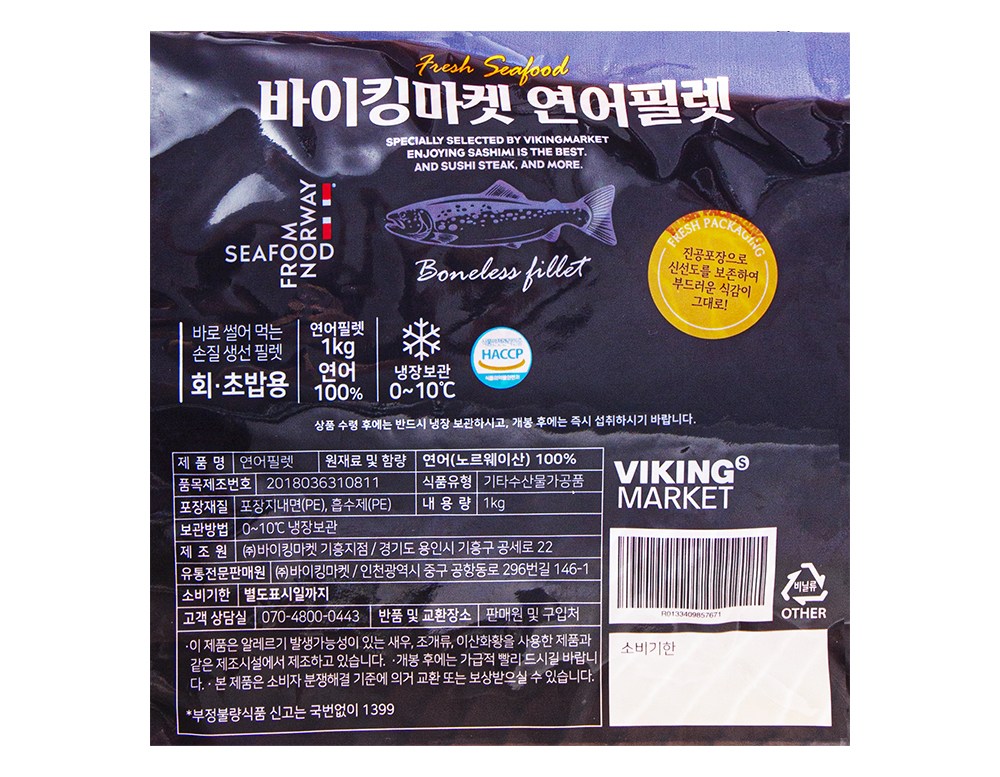 Fresh Seafood
바이킹마켓 연어필렛
SPECIALLY SELECTED BY VIKINGMARKET
ENJOYING SASHIMI IS THE BEST.
AND SUSHI STEAK, AND MORE.
SEAFOOD
FROM
NORWAY
Boneless fillet
FRESH PACKAGING
진공포장으로
신선도를 보존하여
부드러운 식감이
그대로!
바로 썰어 먹는
손질 생선 필렛
회·초밥용
연어필렛
1kg
연어
100%
냉장보관
0~10℃
HACCP
상품 수령 후에는 반드시 냉장 보관하시고, 개봉 후에는 즉시 섭취하시기 바랍니다.
제 품 명 연어필렛 원재료 및 함량 연어(노르웨이산) 100%
품목제조번호 2018036310811 식품유형 기타수산물가공품
포장재질 포장지내면(PE), 흡수제(PE) 내 용 량 1kg
보관방법 0~10℃ 냉장보관
제 조 원 ㈜바이킹마켓 기흥지점 / 경기도 용인시 기흥구 공세로 22
유통전문판매원 ㈜바이킹마켓 / 인천광역시 중구 공항동로 296번길 146-1
소비기한 별도표시일까지
고객 상담실 070-4800-0443 반품 및 교환장소 판매원 및 구입처
·이 제품은 알레르기 발생가능성이 있는 새우, 조개류, 이산화황을 사용한 제품과
같은 제조시설에서 제조하고 있습니다. ·개봉 후에는 가급적 빨리 드시길 바랍니
다. · 본 제품은 소비자 분쟁해결 기준에 의거 교환 또는 보상받으실 수 있습니다.
*부정불량식품 신고는 국번없이 1399
VIKING S
MARKET
R0133409857671
비닐류
OTHER
소비기한